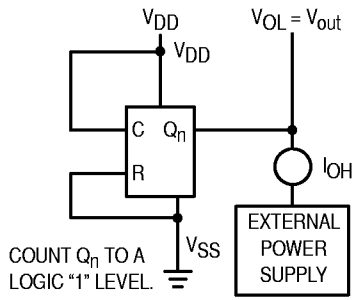 VDD
VDD
VOL = Vout
C
Qn
R
IOH
VSS
EXTERNAL
POWER
SUPPLY
COUNT Qn TO A
LOGIC “1” LEVEL.